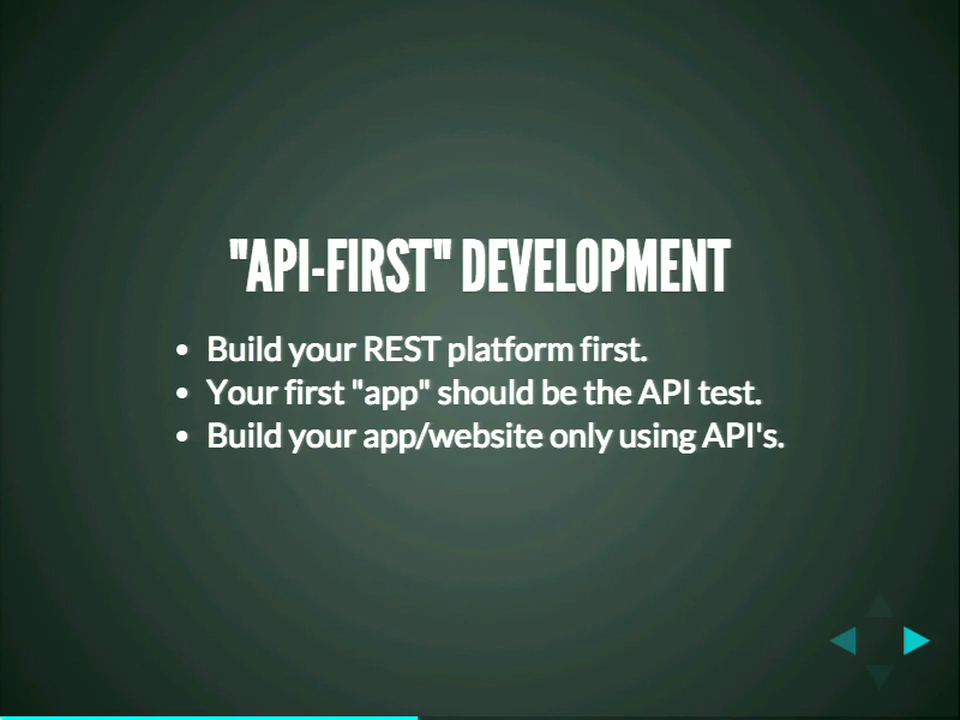 "API-FIRST" DEVELOPMENT
• Build your REST platform first.
• Your first "app" should be the API test.
• Build your app/website only using API's.